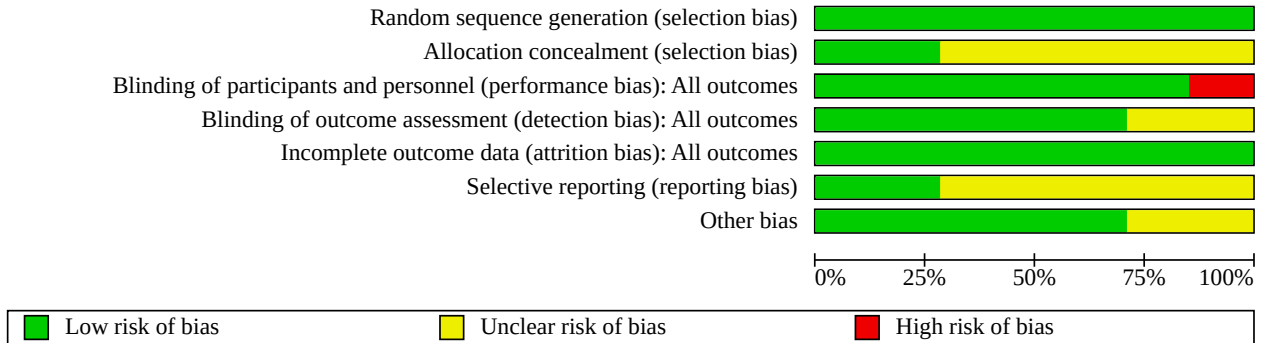 Random sequence generation (selection bias)
Allocation concealment (selection bias)
Blinding of participants and personnel (performance bias): All outcomes
Blinding of outcome assessment (detection bias): All outcomes
Incomplete outcome data (attrition bias): All outcomes
Selective reporting (reporting bias)
Other bias
0% 25% 50% 75% 100%
Low risk of bias Unclear risk of bias High risk of bias